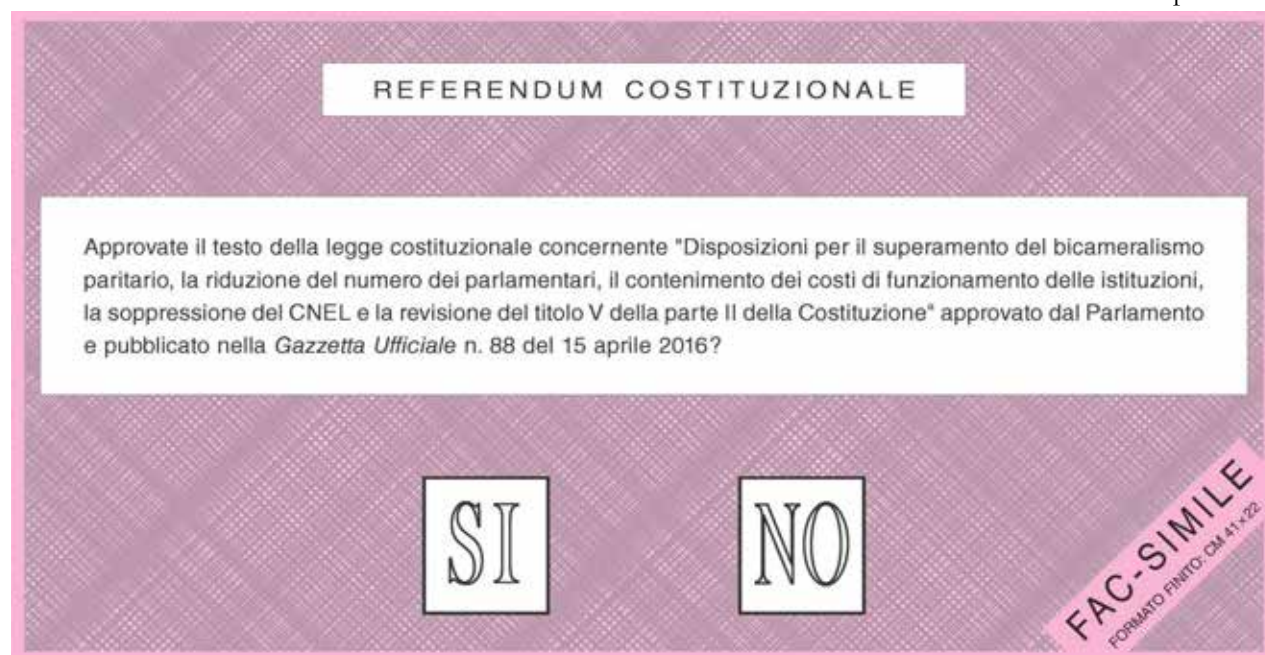 REFERENDUM COSTITUZIONALE
Approvate il testo della legge costituzionale concernente "Disposizioni per il superamento del bicameralismo
paritario, la riduzione del numero dei parlamentari, il contenimento dei costi di funzionamento delle istituzioni,
la soppressione del CNEL e la revisione del titolo V della parte II della Costituzione" approvato dal Parlamento
e pubblicato nella Gazzetta Ufficiale n. 88 del 15 aprile 2016?
SI
NO
FAC-SIMILE
FORMATO FINITO: CM 41×22